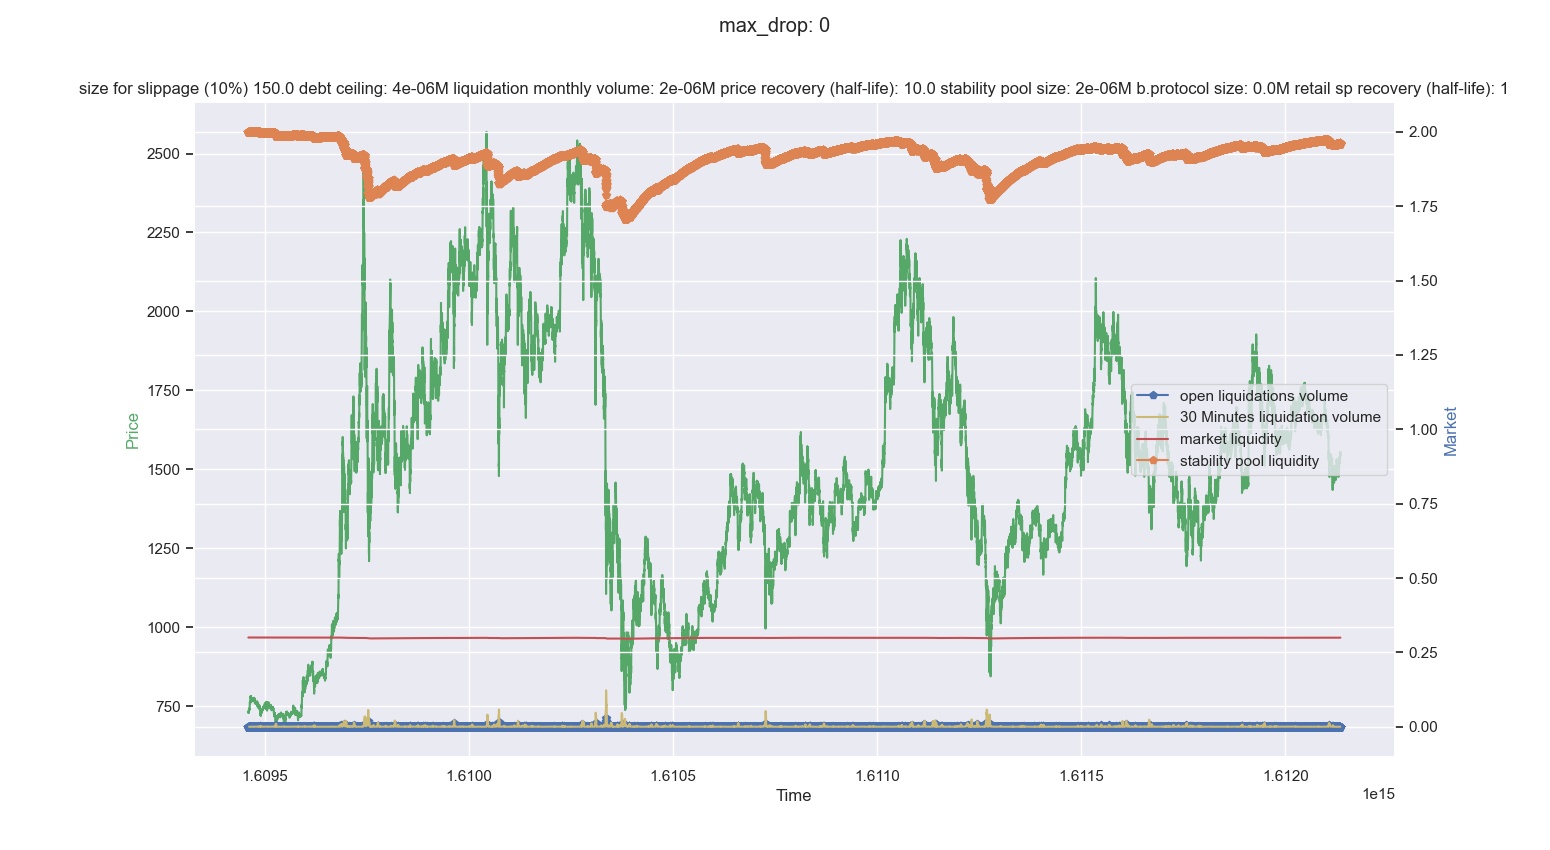 max_drop: 0
size for slippage (10%) 150.0 debt ceiling: 4e-06M liquidation monthly volume: 2e-06M price recovery (half-life): 10.0 stability pool size: 2e-06M b.protocol size: 0.0M retail sp recovery (half-life): 1
2500
2250
2000
1750
1500
1250
1000
750
Price
2.00
1.75
1.50
1.25
1.00
0.75
0.50
0.25
0.00
Market
open liquidations volume
30 Minutes liquidation volume
market liquidity
stability pool liquidity
1.6095
1.6100
1.6105
1.6110
1.6115
1.6120
1e15
Time